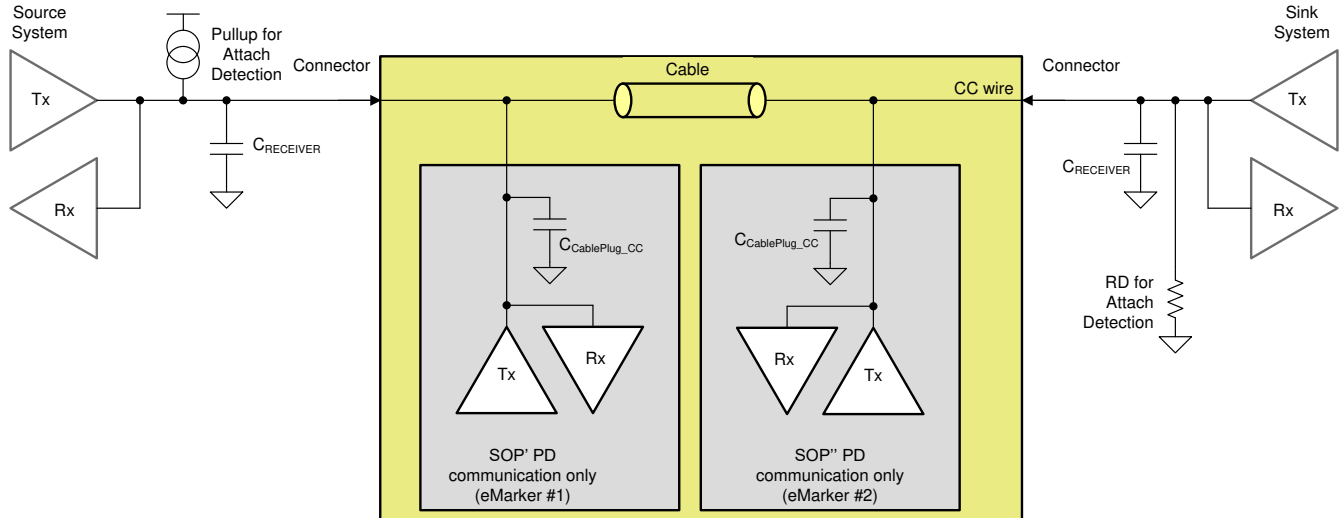 Source
System
Pullup for
Attach
Detection
Connector
Cable
Connector
Sink
System
Tx
CC wire
Tx
CRECEIVER
CRECEIVER
Rx
Rx
CCablePlug_CC
CCablePlug_CC
RD for
Attach
Detection
Tx
Rx
Rx
Tx
SOP' PD
communication only
(eMarker #1)
SOP'' PD
communication only
(eMarker #2)